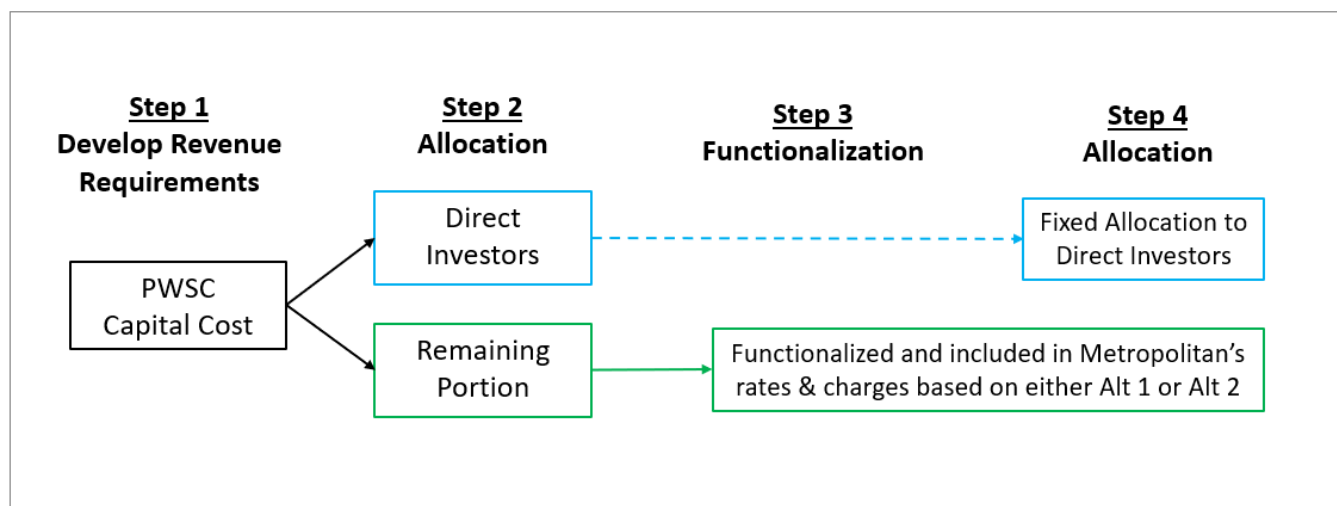 Step 1
Develop Revenue
Requirements
Step 2
Allocation
Step 3
Functionalization
Step 4
Allocation
PWSC
Capital Cost
Direct
Investors
Fixed Allocation to
Direct Investors
Remaining
Portion
Functionalized and included in Metropolitan’s
rates & charges based on either Alt 1 or Alt 2